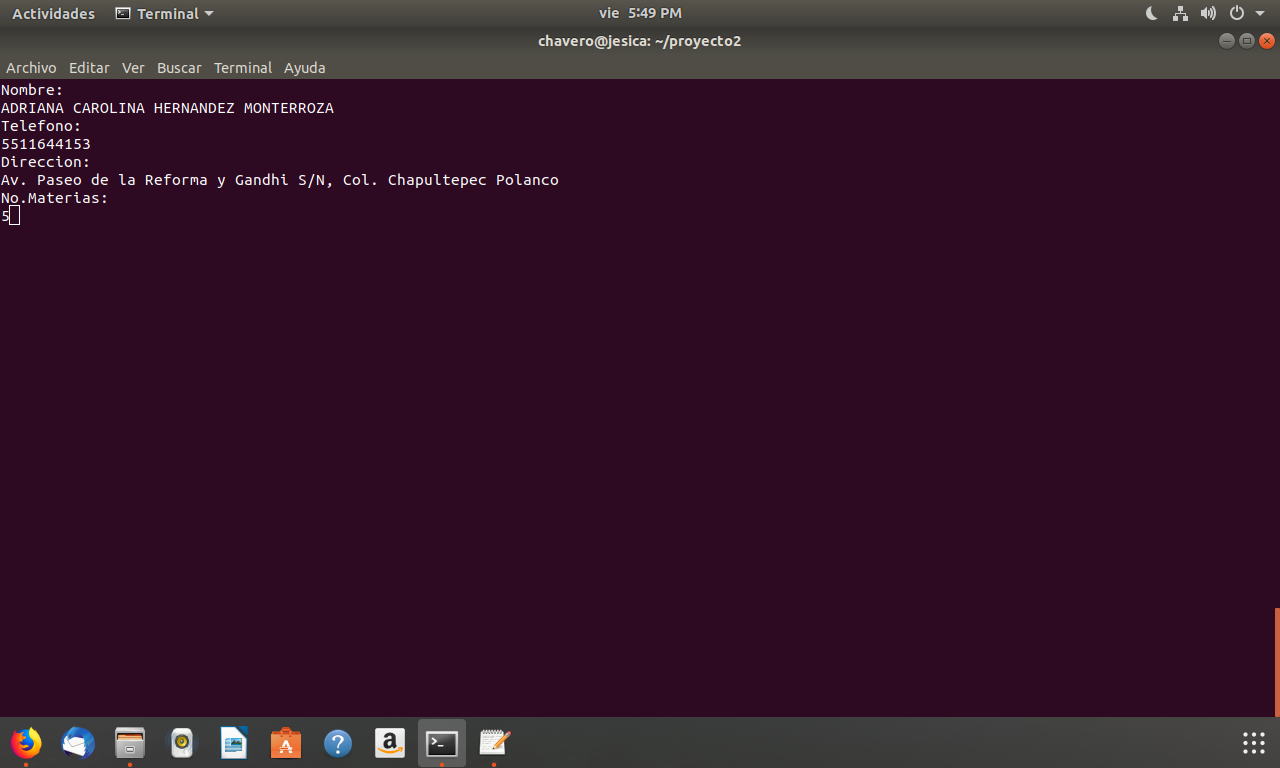 Actividades Terminal vie 5:49 PM
chavero@jesica: ~/proyecto2
Archivo Editar Ver Buscar Terminal Ayuda
Nombre:
ADRIANA CAROLINA HERNANDEZ MONTERROZA
Telefono:
5511644153
Direccion:
Av. Paseo de la Reforma y Gandhi S/N, Col. Chapultepec Polanco
No.Materias:
5